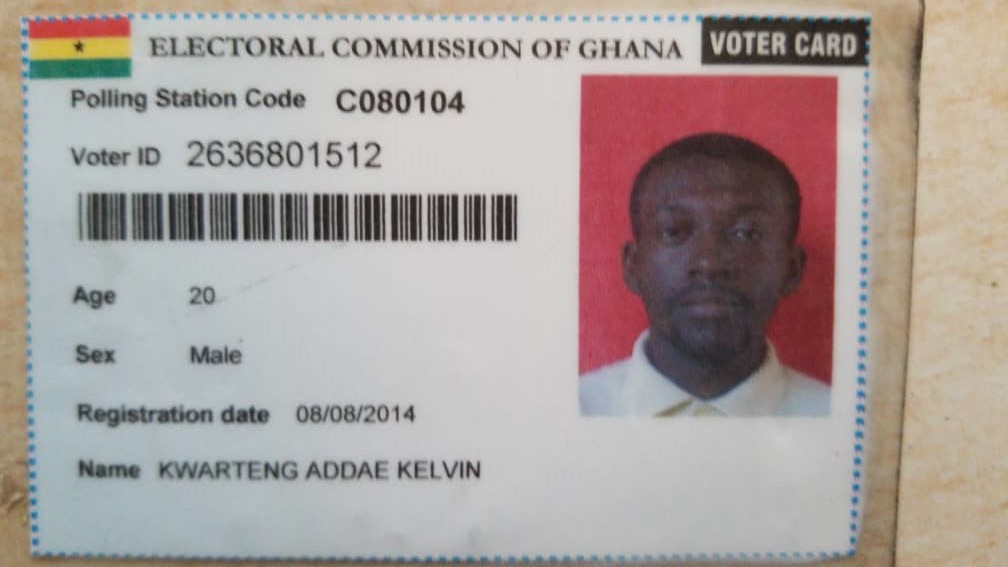 ELECTORAL COMMISSION OF GHANA VOTER CARD
Polling Station Code C080104
Voter ID 2636801512
Age 20
Sex Male
Registration date 08/08/2014
Name KWARTENG ADDAE KELVIN